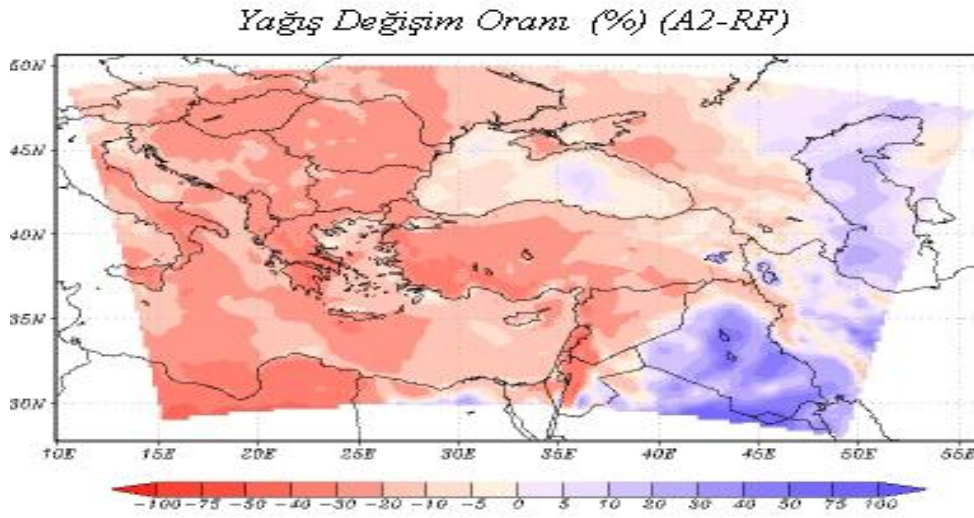 Yağış Değişim Oranı (%) (A2-RF)
50N
45N
40N
35N
30N
10E 15E 20E 25E 30E 35E 40E 45E 50E 55E
-100 -75 -50 -40 -30 -20 -10 -5 0 5 10 20 30 40 50 75 100